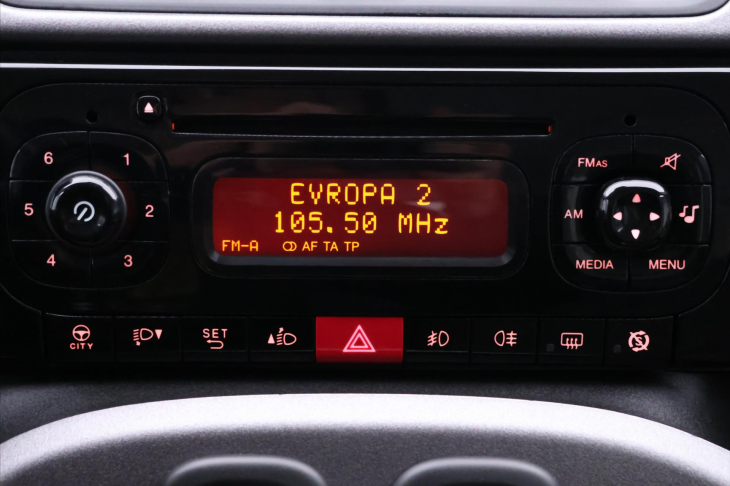 EVROPA 2
105.50 MHz
FM-A AF TA TP
6 1
5 2
4 3
FMAS
AM
MEDIA MENU
CITY
SET
S